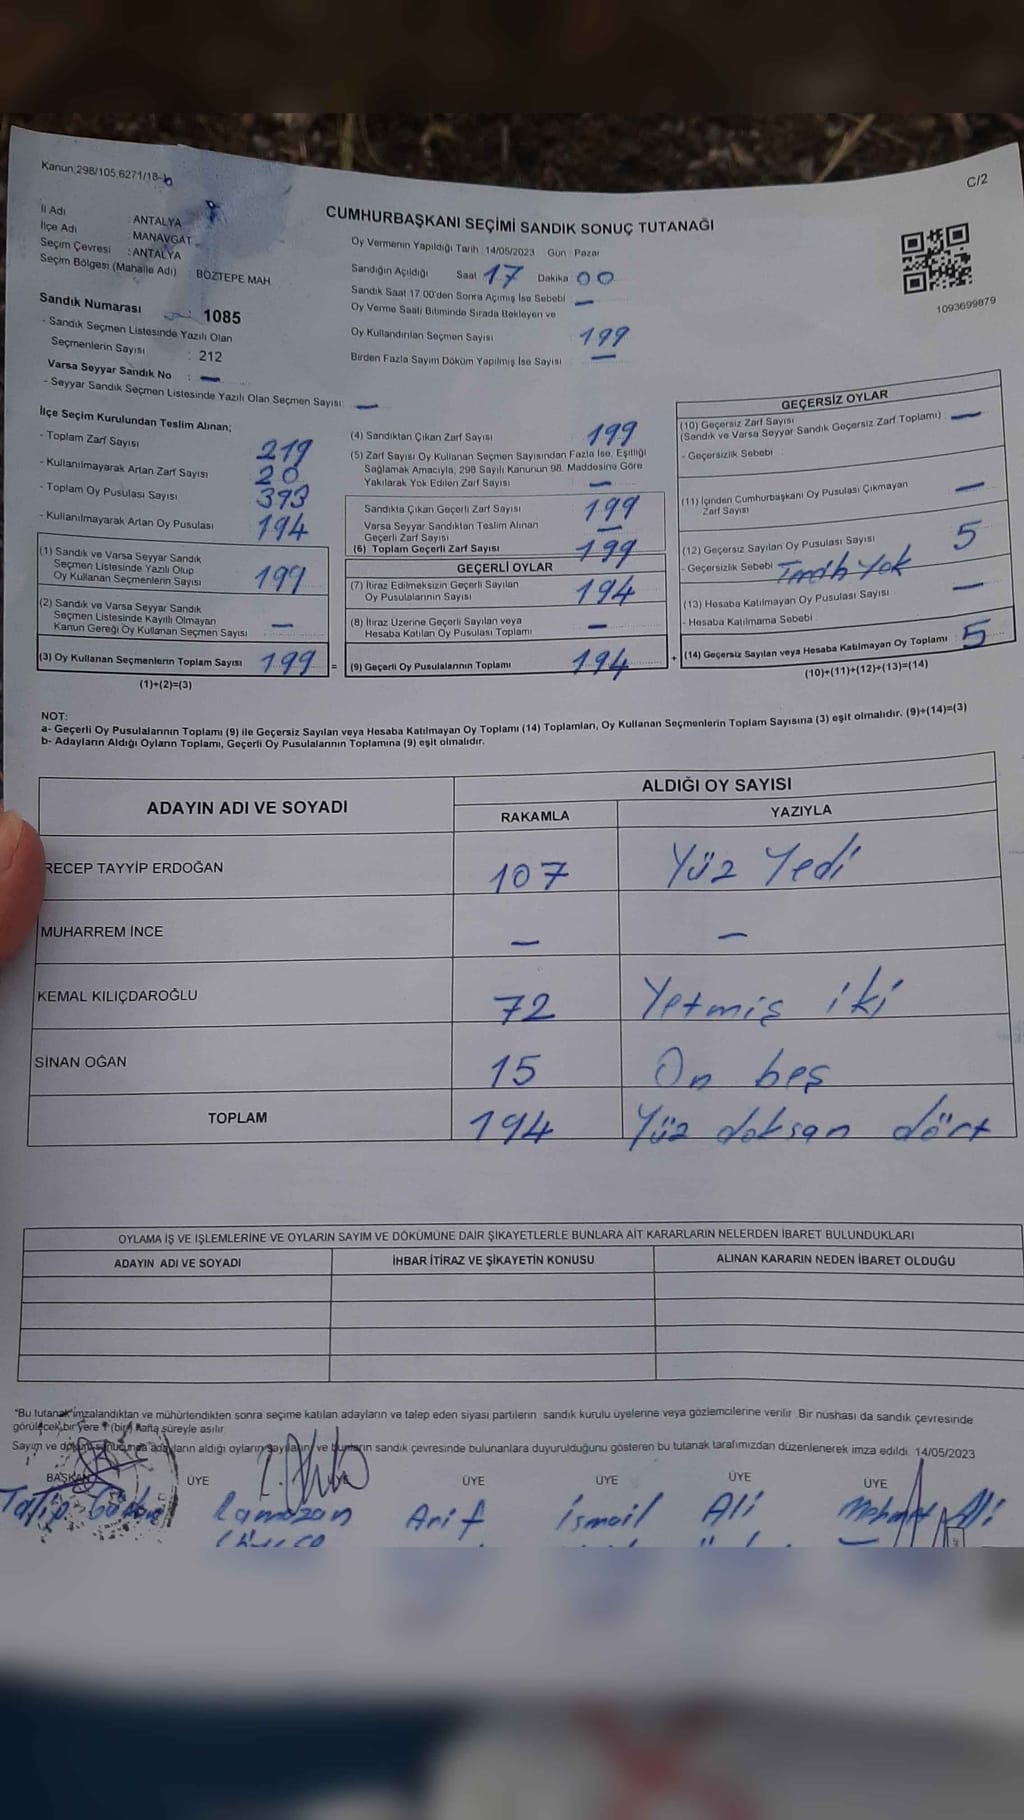 Kanun:298/105,6271/18-b
C/2
İl Adı : ANTALYA
İlçe Adı : MANAVGAT
Seçim Çevresi : ANTALYA
Seçim Bölgesi (Mahalle Adı) BOZTEPE MAH.
CUMHURBAŞKANI SEÇİMİ SANDIK SONUÇ TUTANAĞI
Oy Vermenin Yapıldığı Tarih : 14/05/2023 Gün : Pazar
Sandığın Açıldığı Saat 17 Dakika 00
Sandık Saat 17.00'den Sonra Açılmış İse Sebebi —
Oy Verme Saati Bitiminde Sırada Bekleyen ve
Oy Kullandırılan Seçmen Sayısı 199
Birden Fazla Sayım Döküm Yapılmış İse Sayısı —
1093699879
Sandık Numarası : 1085
- Sandık Seçmen Listesinde Yazılı Olan
Seçmenlerin Sayısı : 212
Varsa Seyyar Sandık No : —
- Seyyar Sandık Seçmen Listesinde Yazılı Olan Seçmen Sayısı: —
İlçe Seçim Kurulundan Teslim Alınan;
- Toplam Zarf Sayısı 219
- Kullanılmayarak Artan Zarf Sayısı 20
- Toplam Oy Pusulası Sayısı 393
- Kullanılmayarak Artan Oy Pusulası 194
(1) Sandık ve Varsa Seyyar Sandık
Seçmen Listesinde Yazılı Olup
Oy Kullanan Seçmenlerin Sayısı 199
(2) Sandık ve Varsa Seyyar Sandık
Seçmen Listesinde Kayıtlı Olmayan
Kanun Gereği Oy Kullanan Seçmen Sayısı —
(3) Oy Kullanan Seçmenlerin Toplam Sayısı 199 =
(1)+(2)=(3)
(4) Sandıktan Çıkan Zarf Sayısı 199
(5) Zarf Sayısı Oy Kullanan Seçmen Sayısından Fazla İse, Eşitliği
Sağlamak Amacıyla, 298 Sayılı Kanunun 98. Maddesine Göre
Yakılarak Yok Edilen Zarf Sayısı —
Sandıkta Çıkan Geçerli Zarf Sayısı 199
Varsa Seyyar Sandıktan Teslim Alınan
Geçerli Zarf Sayısı —
(6) Toplam Geçerli Zarf Sayısı 199
GEÇERLİ OYLAR
(7) İtiraz Edilmeksizin Geçerli Sayılan
Oy Pusulalarının Sayısı 194
(8) İtiraz Üzerine Geçerli Sayılan veya
Hesaba Katılan Oy Pusulası Toplamı —
(9) Geçerli Oy Pusulalarının Toplamı 194 +
GEÇERSİZ OYLAR
(10) Geçersiz Zarf Sayısı
(Sandık ve Varsa Seyyar Sandık Geçersiz Zarf Toplamı) : —
- Geçersizlik Sebebi :
(11) İçinden Cumhurbaşkanı Oy Pusulası Çıkmayan
Zarf Sayısı —
(12) Geçersiz Sayılan Oy Pusulası Sayısı 5
- Geçersizlik Sebebi Yok
(13) Hesaba Katılmayan Oy Pusulası Sayısı —
- Hesaba Katılmama Sebebi
(14) Geçersiz Sayılan veya Hesaba Katılmayan Oy Toplamı : 5
(10)+(11)+(12)+(13)=(14)
NOT:
a- Geçerli Oy Pusulalarının Toplamı (9) ile Geçersiz Sayılan veya Hesaba Katılmayan Oy Toplamı (14) Toplamları, Oy Kullanan Seçmenlerin Toplam Sayısına (3) eşit olmalıdır. (9)+(14)=(3)
b- Adayların Aldığı Oyların Toplamı, Geçerli Oy Pusulalarının Toplamına (9) eşit olmalıdır.
ADAYIN ADI VE SOYADI
ALDIĞI OY SAYISI
RAKAMLA YAZIYLA
RECEP TAYYİP ERDOĞAN 107 Yüz Yedi
MUHARREM İNCE — —
KEMAL KILIÇDAROĞLU 72 Yetmiş iki
SİNAN OĞAN 15 On beş
TOPLAM 194 Yüz doksan dört
OYLAMA İŞ VE İŞLEMLERİNE VE OYLARIN SAYIM VE DÖKÜMÜNE DAİR ŞİKAYETLERLE BUNLARA AİT KARARLARIN NELERDEN İBARET BULUNDUKLARI
ADAYIN ADI VE SOYADI İHBAR İTİRAZ VE ŞİKAYETİN KONUSU ALINAN KARARIN NEDEN İBARET OLDUĞU
*Bu tutanak imzalandıktan ve mühürlendikten sonra seçime katılan adayların ve talep eden siyasi partilerin sandık kurulu üyelerine veya gözlemcilerine verilir. Bir nüshası da sandık çevresinde
görülecek bir yere 1 (bir) hafta süreyle asılır.
Sayım ve döküm sonucunda adayların aldığı oyların sayılarını ve bunların sandık çevresinde bulunanlara duyurulduğunu gösteren bu tutanak tarafımızdan düzenlenerek imza edildi. 14/05/2023
BAŞKAN ÜYE ÜYE ÜYE ÜYE ÜYE
Ramazan Arif İsmail Ali Mehmet Ali